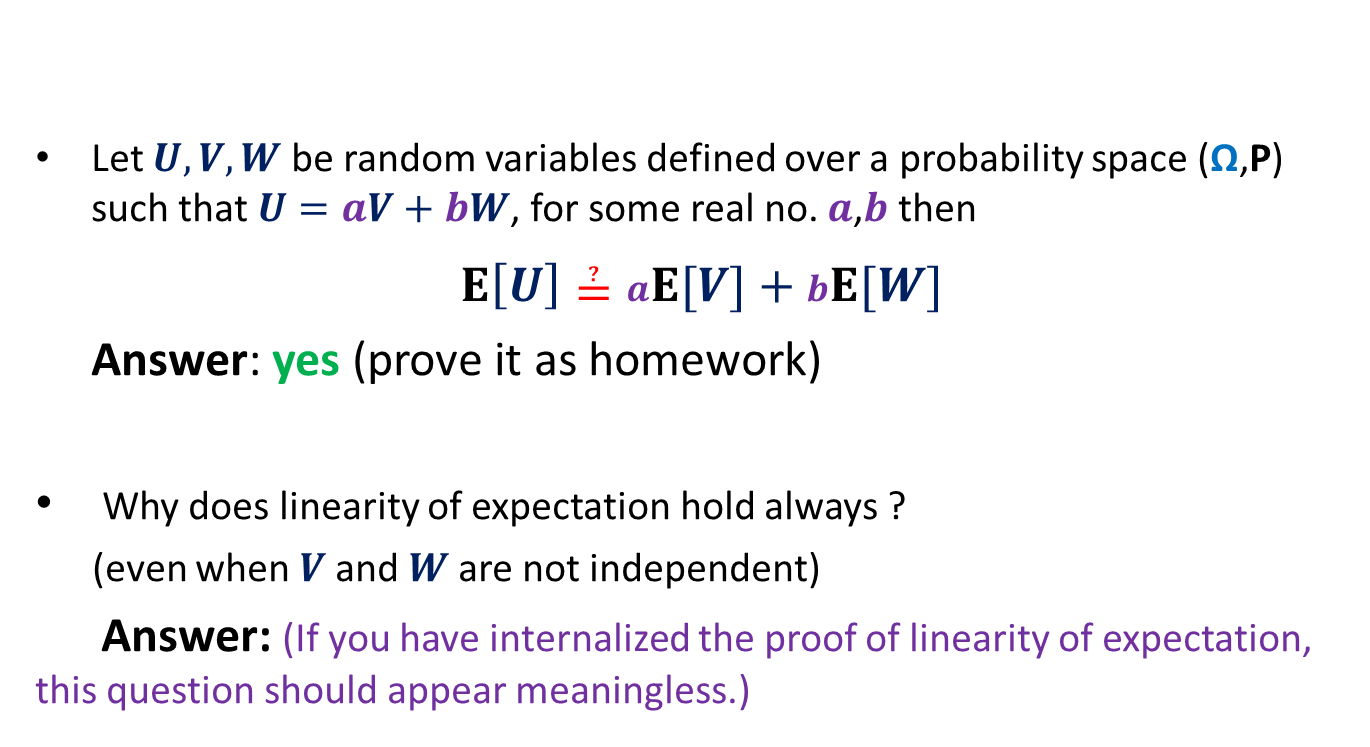 • Let U, V, W be random variables defined over a probability space (Ω,P)
such that U = aV + bW, for some real no. a,b then
E[U] ≟ aE[V] + bE[W]
Answer: yes (prove it as homework)
• Why does linearity of expectation hold always ?
(even when V and W are not independent)
Answer: (If you have internalized the proof of linearity of expectation,
this question should appear meaningless.)